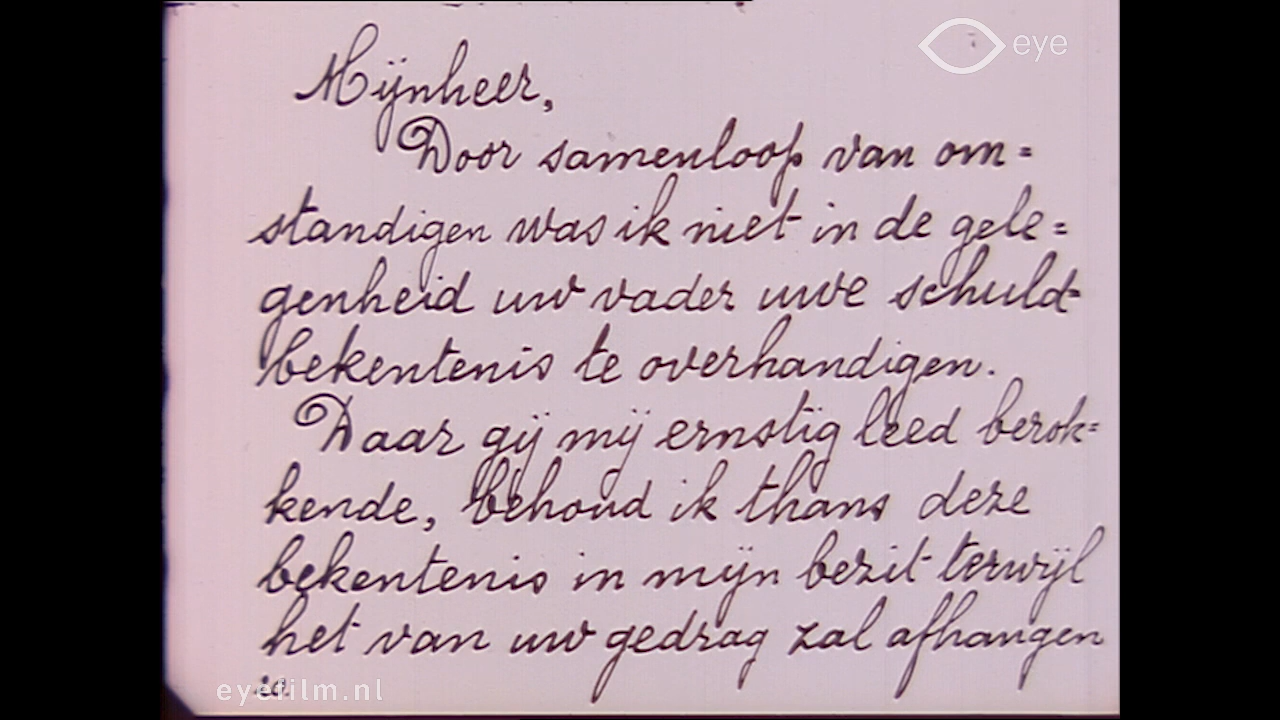 eye
Mijnheer,
Door samenloop van om=
standigen was ik niet in de gele=
genheid uw vader uwe schuld-
bekentenis te overhandigen.
Daar gij mij ernstig leed berok=
kende, behoud ik thans deze
bekentenis in mijn bezit terwijl
het van uw gedrag zal afhangen
eyefilm.nl